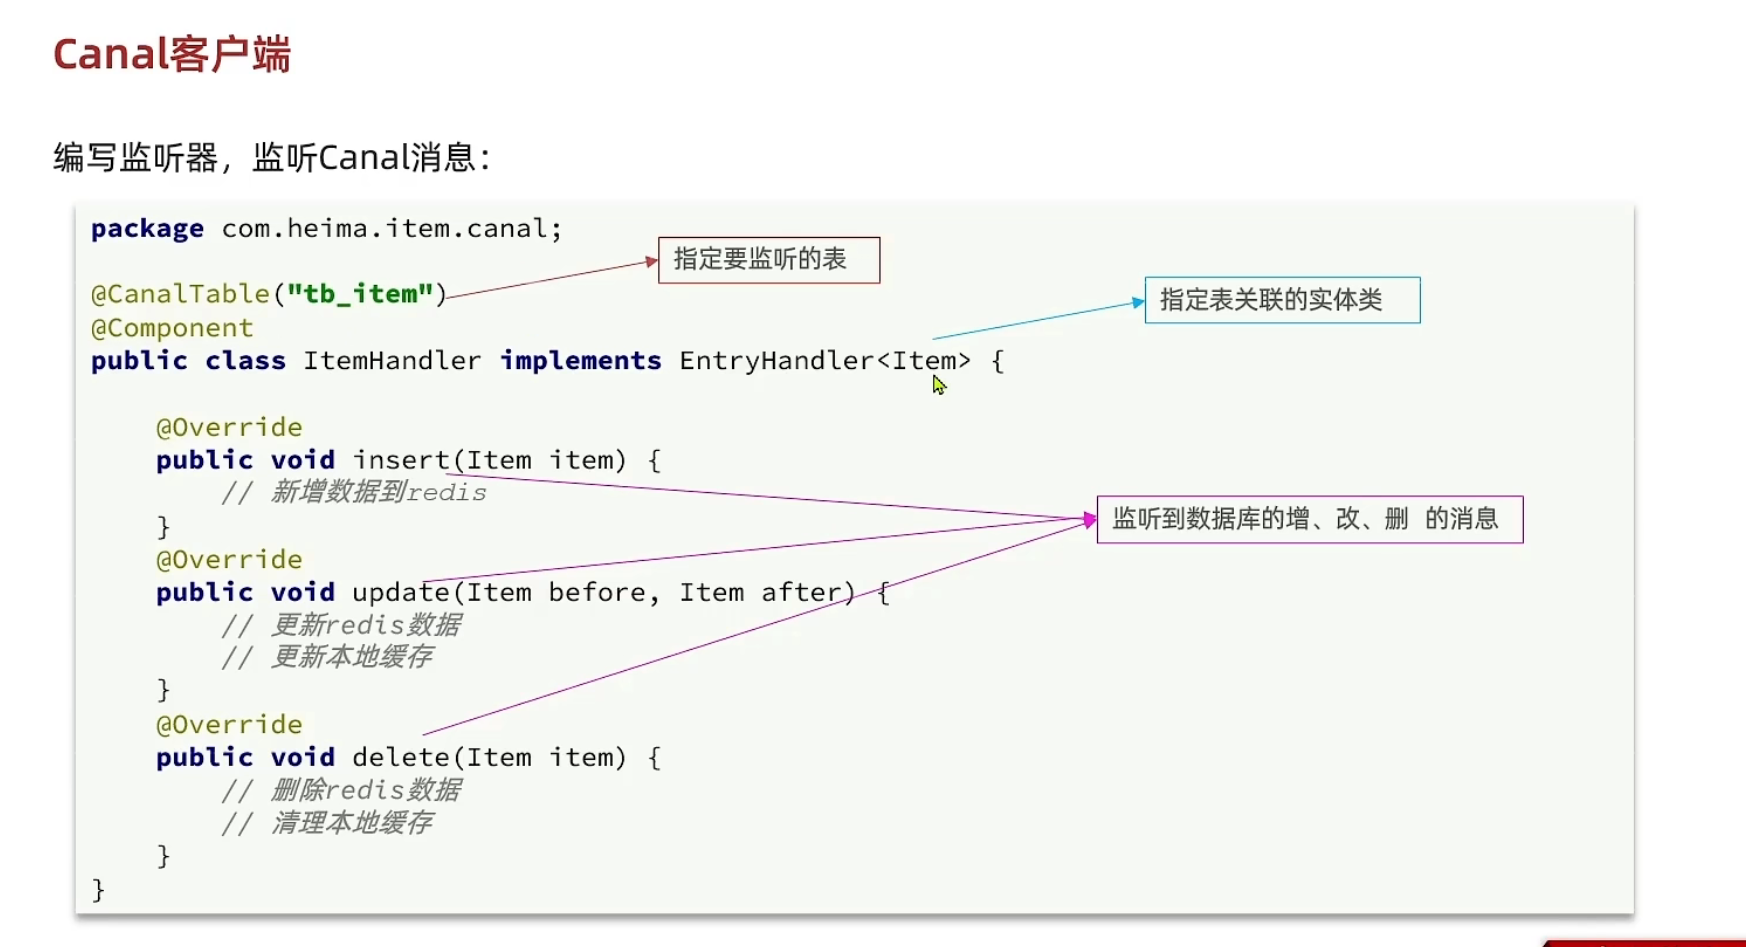 Canal客户端
编写监听器，监听Canal消息：
package com.heima.item.canal;
指定要监听的表
@CanalTable("tb_item")
指定表关联的实体类
@Component
public class ItemHandler implements EntryHandler<Item> {
@Override
public void insert(Item item) {
// 新增数据到redis
}
监听到数据库的增、改、删 的消息
@Override
public void update(Item before, Item after) {
// 更新redis数据
// 更新本地缓存
}
@Override
public void delete(Item item) {
// 删除redis数据
// 清理本地缓存
}
}